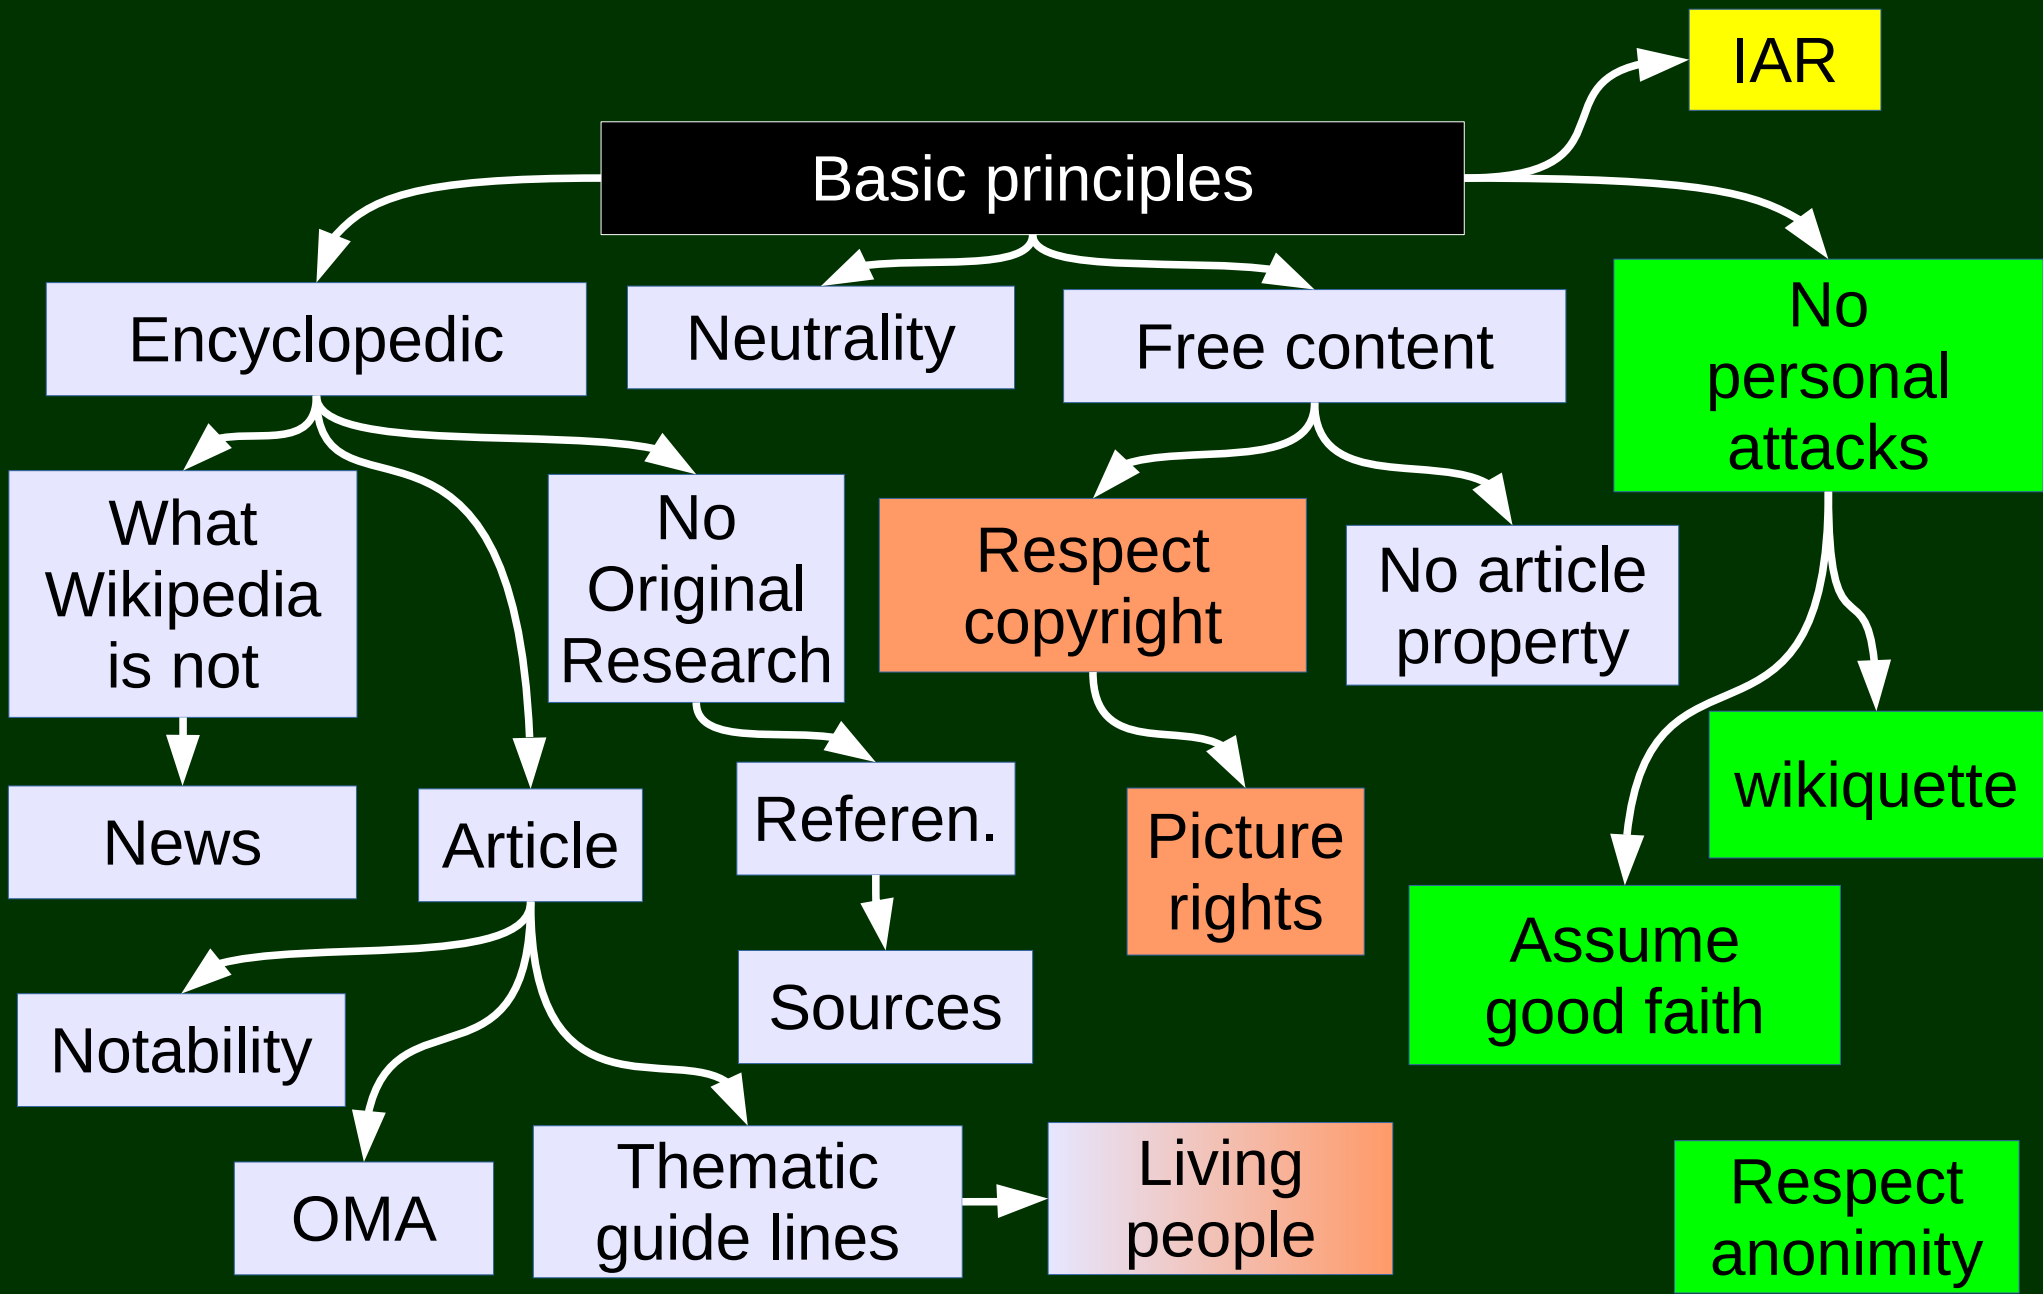 IAR
Basic principles
Encyclopedic
Neutrality
Free content
No
personal
attacks
What
Wikipedia
is not
No
Original
Research
Respect
copyright
No article
property
wikiquette
News
Article
Referen.
Picture
rights
Assume
good faith
Sources
Notability
OMA
Thematic
guide lines
Living
people
Respect
anonimity